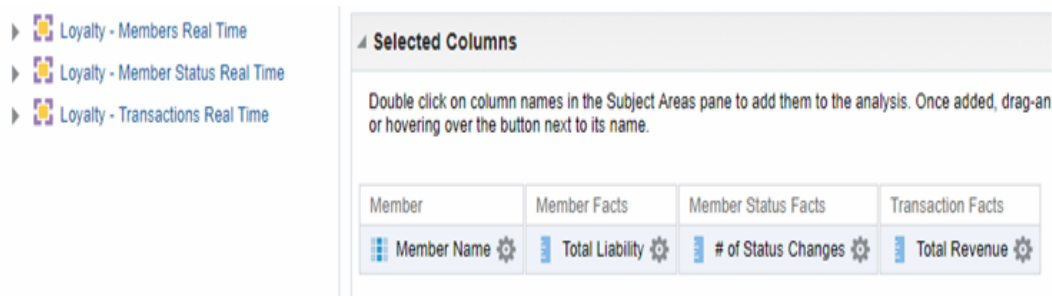 Loyalty - Members Real Time
Loyalty - Member Status Real Time
Loyalty - Transactions Real Time
Selected Columns
Double click on column names in the Subject Areas pane to add them to the analysis. Once added, drag-an
or hovering over the button next to its name.
Member Member Facts Member Status Facts Transaction Facts
Member Name Total Liability # of Status Changes Total Revenue